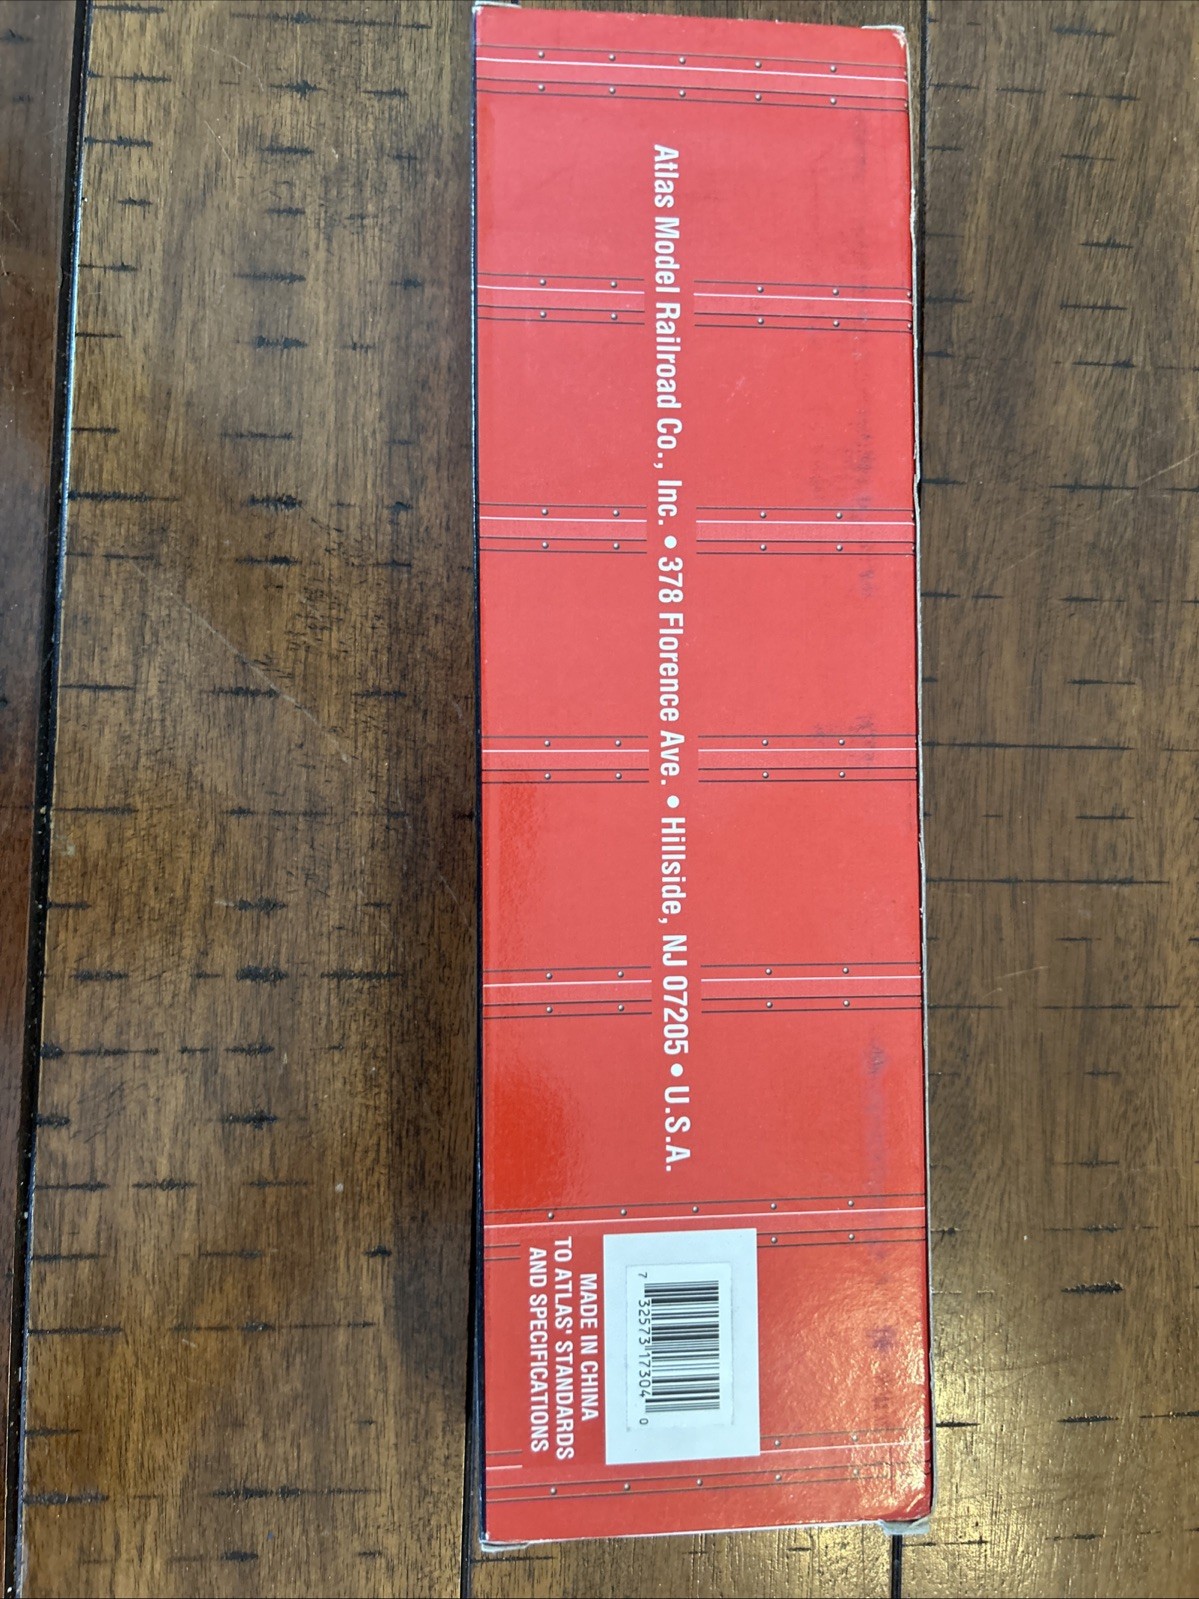 Atlas Model Railroad Co., Inc. • 378 Florence Ave. • Hillside, NJ 07205 • U.S.A.
7 32573 17304 0
MADE IN CHINA
TO ATLAS' STANDARDS
AND SPECIFICATIONS